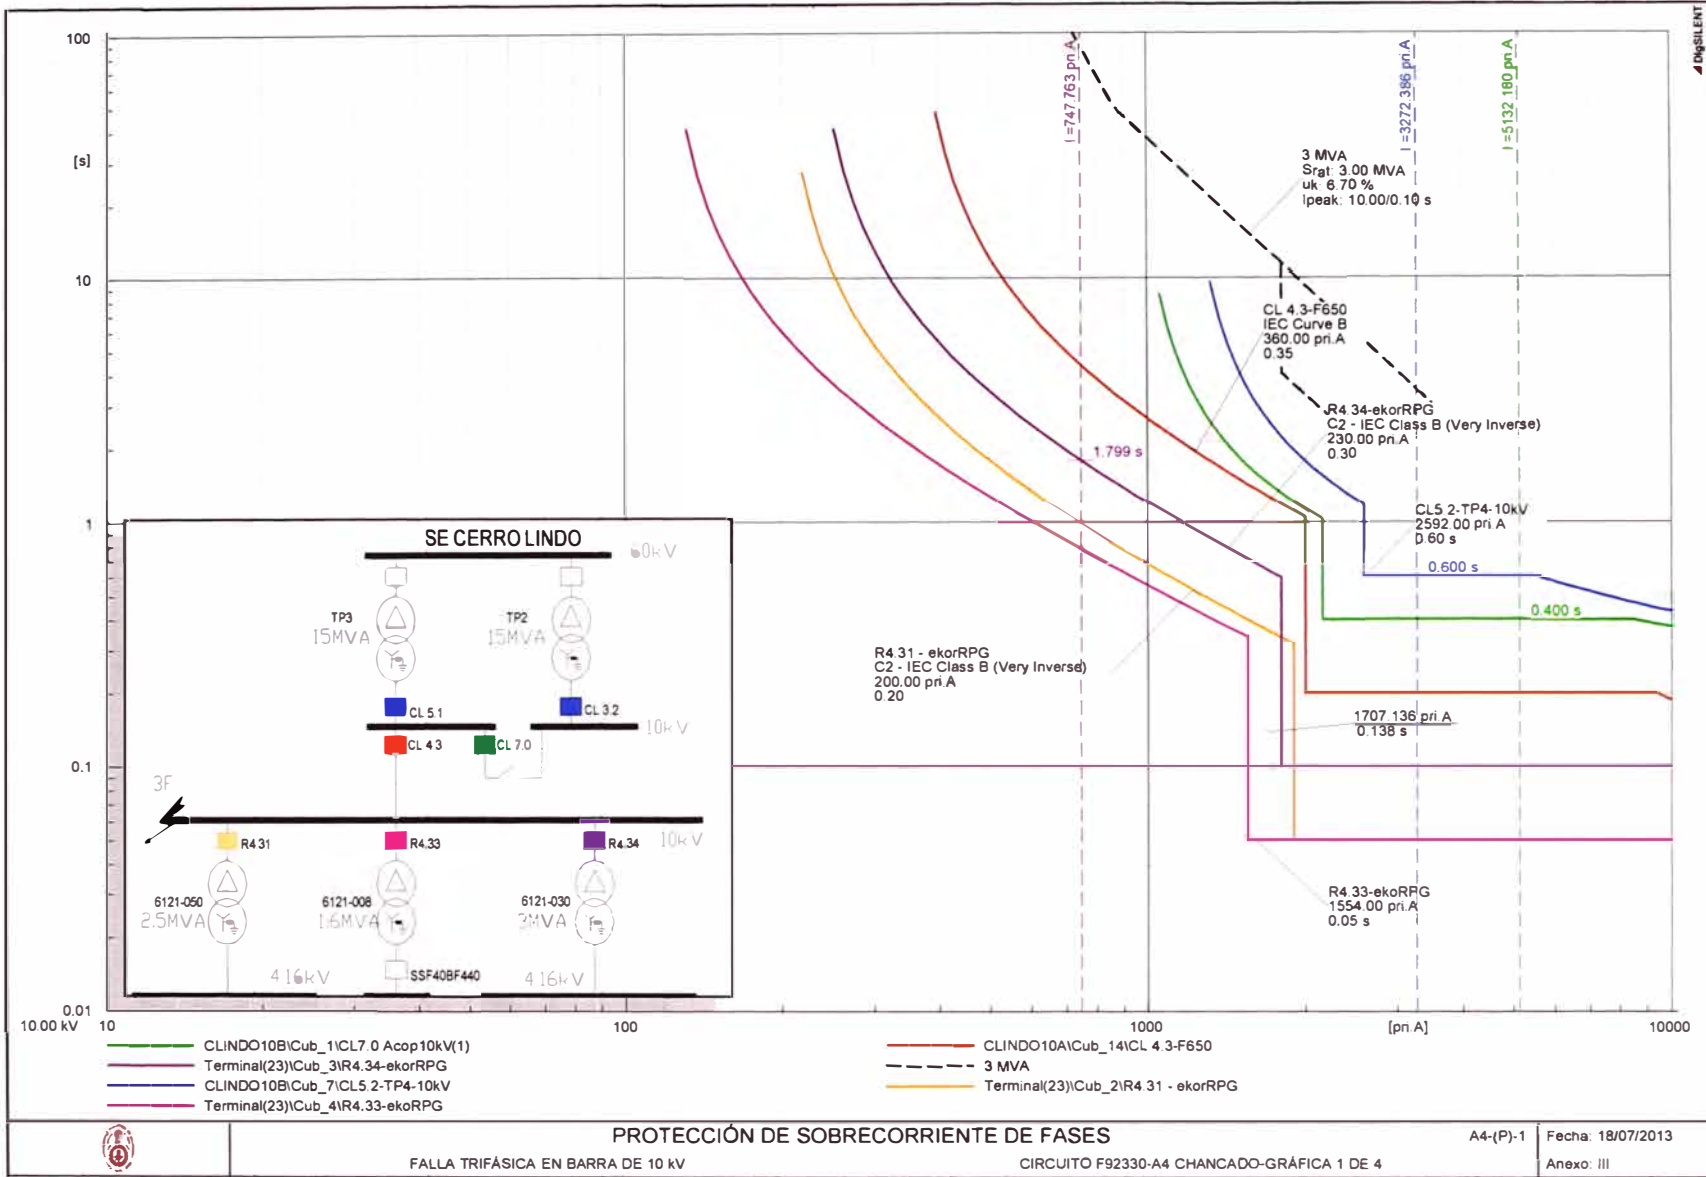 DIgSILENT
100
[s]
10
1
0.1
0.01
10.00 kV
10
100
1000
[pri.A]
10000
I =747.763 pri.A
I =3272.386 pri.A
I =5132.180 pri.A
3 MVA
Srat: 3.00 MVA
uk: 6.70 %
Ipeak: 10.00/0.10 s
CL 4.3-F650
IEC Curve B
360.00 pri.A
0.35
R4.34-ekorRPG
C2 - IEC Class B (Very Inverse)
230.00 pri.A
0.30
1.799 s
CL5.2-TP4-10kV
2592.00 pri.A
0.60 s
0.600 s
0.400 s
R4.31 - ekorRPG
C2 - IEC Class B (Very Inverse)
200.00 pri.A
0.20
1707.136 pri.A
0.138 s
R4.33-ekoRPG
1554.00 pri.A
0.05 s
SE CERRO LINDO
60kV
TP3
15MVA
TP2
15MVA
CL 5.1
CL 3.2
10kV
CL 4.3
CL 7.0
3F
10kV
R4.31
R4.33
R4.34
6121-050
2.5MVA
6121-008
1.6MVA
6121-030
3MVA
4.16kV
SSF40BF440
4.16kV
CLINDO10B\Cub_1\CL7.0 Acop10kV(1)
Terminal(23)\Cub_3\R4.34-ekorRPG
CLINDO10B\Cub_7\CL5.2-TP4-10kV
Terminal(23)\Cub_4\R4.33-ekoRPG
CLINDO10A\Cub_14\CL 4.3-F650
3 MVA
Terminal(23)\Cub_2\R4.31 - ekorRPG
PROTECCIÓN DE SOBRECORRIENTE DE FASES
FALLA TRIFÁSICA EN BARRA DE 10 kV
CIRCUITO F92330-A4 CHANCADO-GRÁFICA 1 DE 4
A4-(P)-1
Fecha: 18/07/2013
Anexo: III